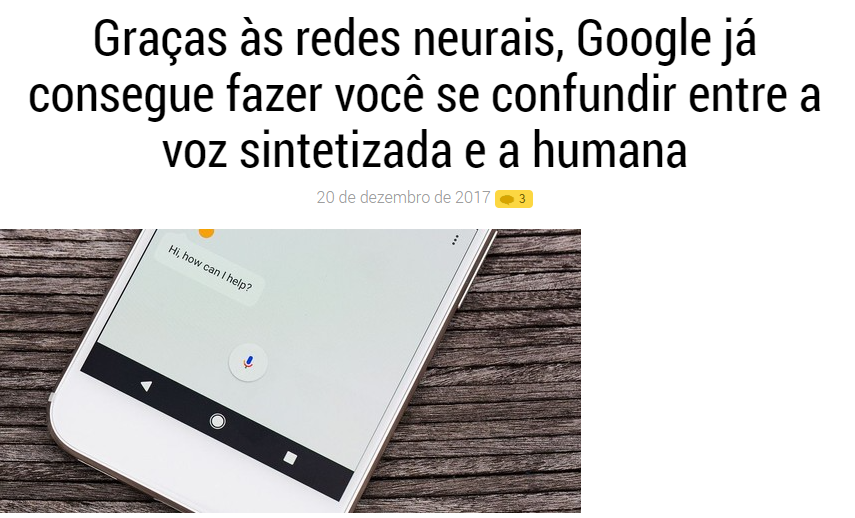 Graças às redes neurais, Google já
consegue fazer você se confundir entre a
voz sintetizada e a humana
20 de dezembro de 2017 3
Hi, how can I help?